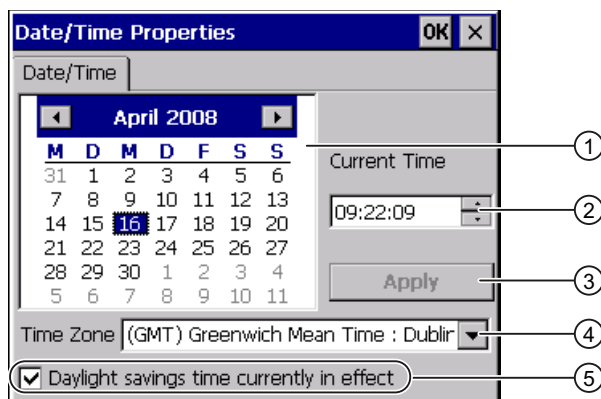 Date/Time Properties OK ×
Date/Time
April 2008
M D M D F S S
31 1 2 3 4 5 6
7 8 9 10 11 12 13
14 15 16 17 18 19 20
21 22 23 24 25 26 27
28 29 30 1 2 3 4
5 6 7 8 9 10 11
1
Current Time
09:22:09
2
Apply
3
Time Zone (GMT) Greenwich Mean Time : Dublin
4
Daylight savings time currently in effect
5